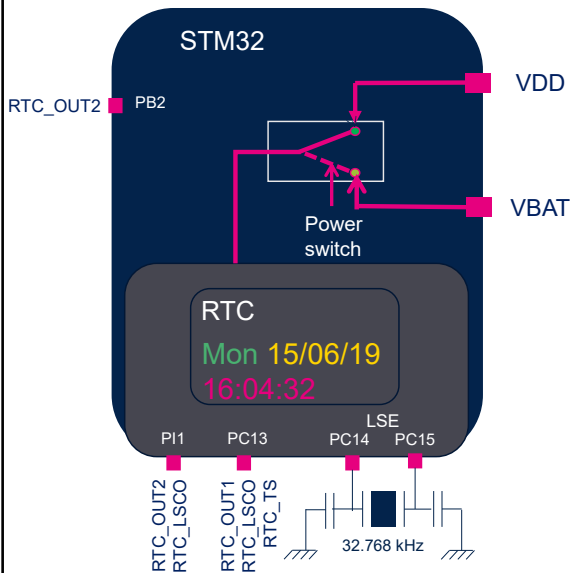 STM32
VDD
RTC_OUT2
PB2
VBAT
Power
switch
RTC
Mon 15/06/19
16:04:32
LSE
PI1
PC13
PC14
PC15
RTC_OUT2
RTC_LSCO
RTC_OUT1
RTC_LSCO
RTC_TS
32.768 kHz